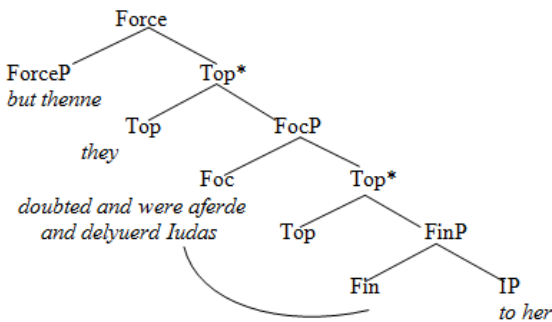 Force
ForceP Top*
but thenne
Top FocP
they
Foc Top*
doubted and were aferde
and delyuerd Iudas Top FinP
Fin IP
to her